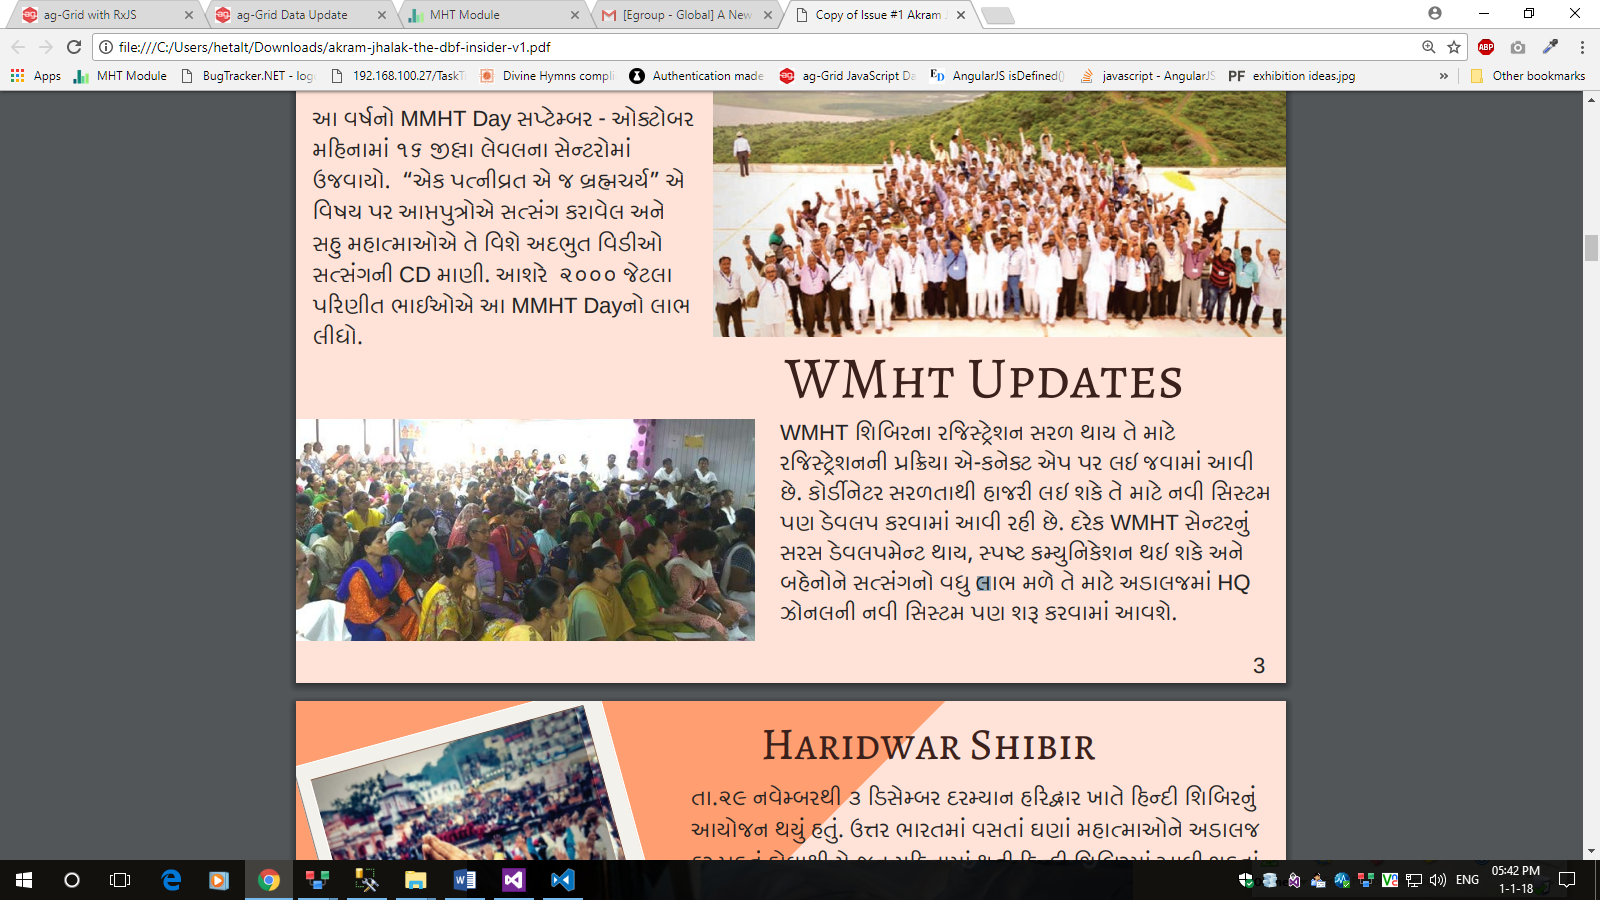 ag-Grid with RxJS
ag-Grid Data Update
MHT Module
[Egroup - Global] A New
Copy of Issue #1 Akram J
file:///C:/Users/hetalt/Downloads/akram-jhalak-the-dbf-insider-v1.pdf
ABP
Apps
MHT Module
BugTracker.NET - log
192.168.100.27/TaskT
Divine Hymns compli
Authentication made
ag-Grid JavaScript Da
AngularJS isDefined()
javascript - AngularJS
PF exhibition ideas.jpg
»
Other bookmarks
આ વર્ષનો MMHT Day સપ્ટેમ્બર - ઓક્ટોબર
મહિનામાં ૧૬ જીલ્લા લેવલના સેન્ટરોમાં
ઉજવાયો. “એક પત્નીવ્રત એ જ બ્રહ્મચર્ય” એ
વિષય પર આપ્તપુત્રોએ સત્સંગ કરાવેલ અને
સહુ મહાત્માઓએ તે વિશે અદભુત વિડીઓ
સત્સંગની CD માણી. આશરે ૨૦૦૦ જેટલા
પરિણીત ભાઈઓએ આ MMHT Dayનો લાભ
લીધો.
WMHT UPDATES
WMHT શિબિરના રજિસ્ટ્રેશન સરળ થાય તે માટે
રજિસ્ટ્રેશનની પ્રક્રિયા એ-કનેક્ટ એપ પર લઇ જવામાં આવી
છે. કોર્ડીનેટર સરળતાથી હાજરી લઇ શકે તે માટે નવી સિસ્ટમ
પણ ડેવલપ કરવામાં આવી રહી છે. દરેક WMHT સેન્ટરનું
સરસ ડેવલપમેન્ટ થાય, સ્પષ્ટ કમ્યુનિકેશન થઇ શકે અને
બહેનોને સત્સંગનો વધુ લાભ મળે તે માટે અડાલજમાં HQ
ઝોનલની નવી સિસ્ટમ પણ શરૂ કરવામાં આવશે.
3
HARIDWAR SHIBIR
તા.૨૯ નવેમ્બરથી ૩ ડિસેમ્બર દરમ્યાન હરિદ્વાર ખાતે હિન્દી શિબિરનું
આયોજન થયું હતું. ઉત્તર ભારતમાં વસતાં ઘણાં મહાત્માઓને અડાલજ
ENG
05:42 PM
1-1-18